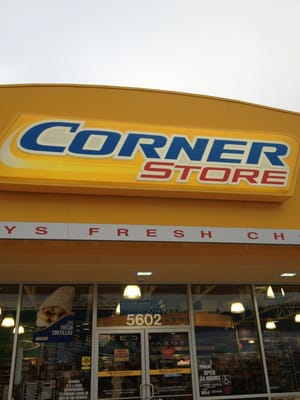 CORNER
STORE
YS FRESH CH
FRESH
TORTILLAS
5602
OPEN
24 HOURS